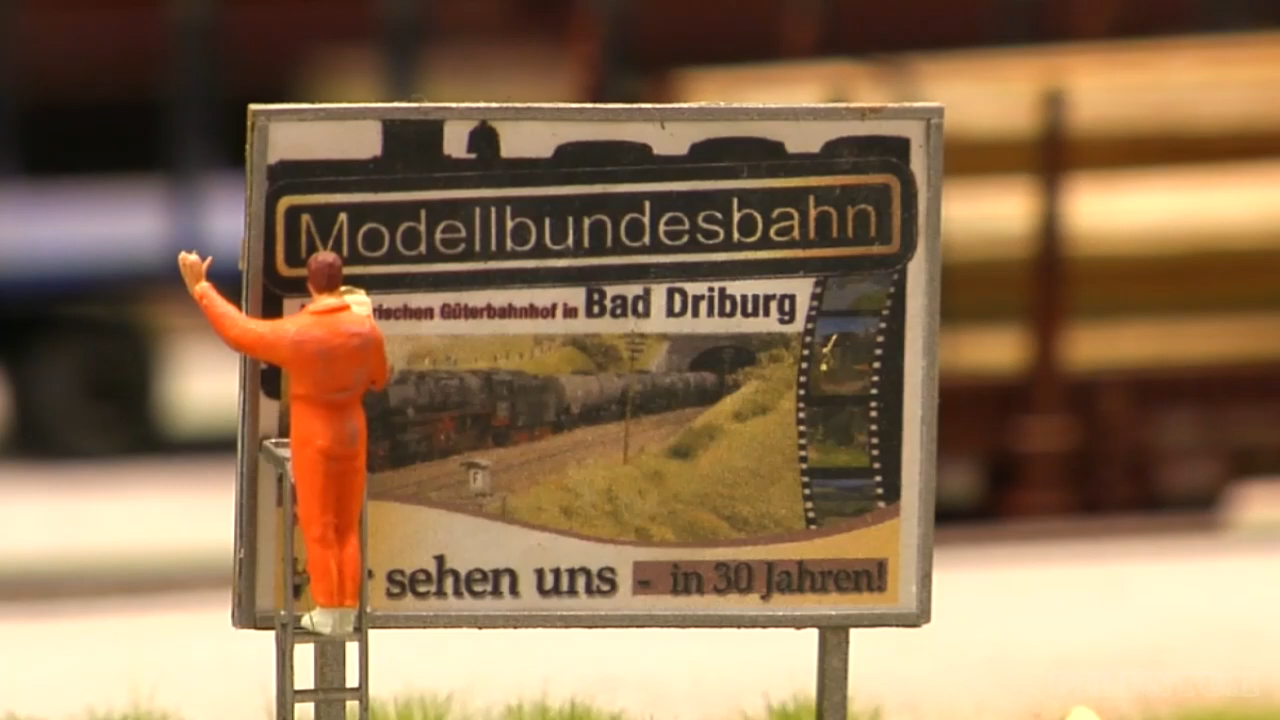 Modellbundesbahn
Güterbahnhof in Bad Driburg
sehen uns - in 30 Jahren!